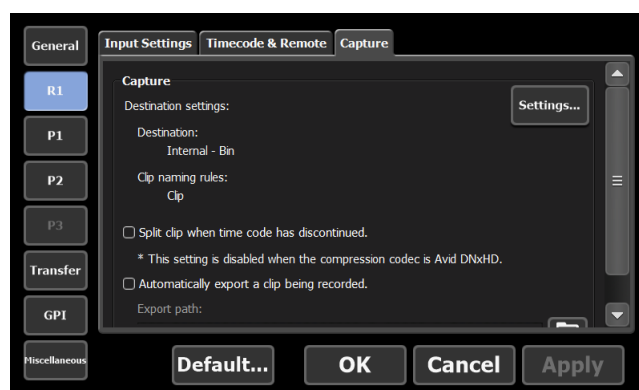 General
R1
P1
P2
P3
Transfer
GPI
Miscellaneous
Input Settings Timecode & Remote Capture
Capture
Destination settings:
Settings...
Destination:
Internal - Bin
Clip naming rules:
Clip
Split clip when time code has discontinued.
* This setting is disabled when the compression codec is Avid DNxHD.
Automatically export a clip being recorded.
Export path:
Default... OK Cancel Apply